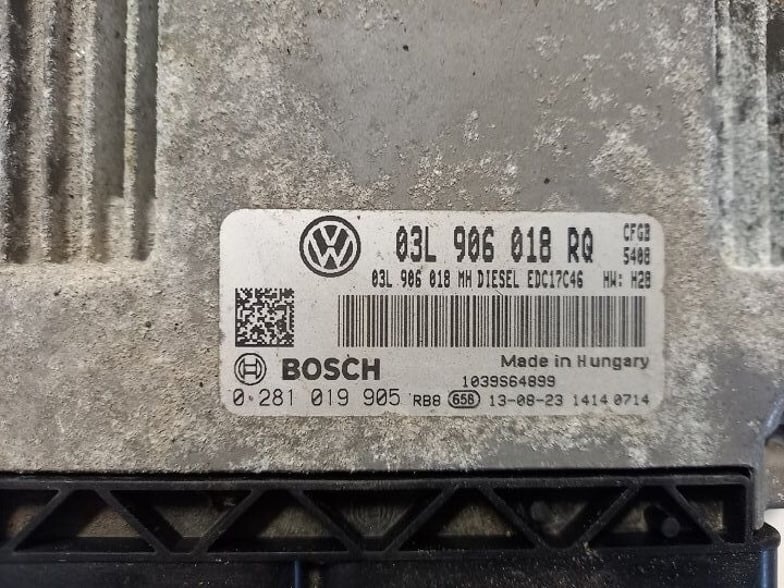 03L 906 018 RQ CFGB
5408
03L 906 018 MH DIESEL EDC17C46 HW: H28
Made in Hungary
BOSCH
1039S64899
0 281 019 905 RB8 658 13-08-23 1414 0714